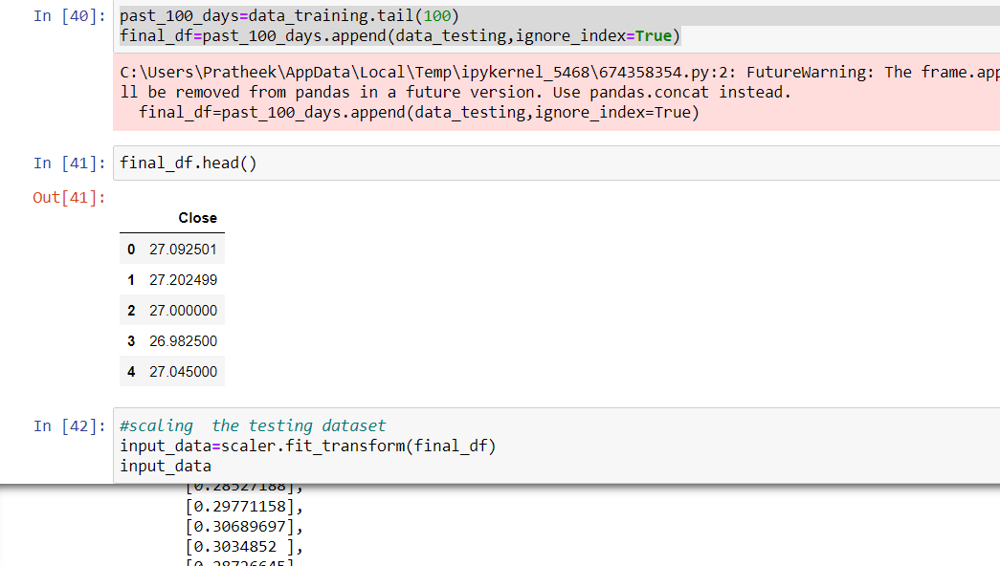 In [40]: past_100_days=data_training.tail(100)
final_df=past_100_days.append(data_testing,ignore_index=True)
C:\Users\Pratheek\AppData\Local\Temp\ipykernel_5468\674358354.py:2: FutureWarning: The frame.app
ll be removed from pandas in a future version. Use pandas.concat instead.
final_df=past_100_days.append(data_testing,ignore_index=True)
In [41]: final_df.head()
Out[41]:
Close
0 27.092501
1 27.202499
2 27.000000
3 26.982500
4 27.045000
In [42]: #scaling  the testing dataset
input_data=scaler.fit_transform(final_df)
input_data
[0.28527188],
[0.29771158],
[0.30689697],
[0.3034852 ],